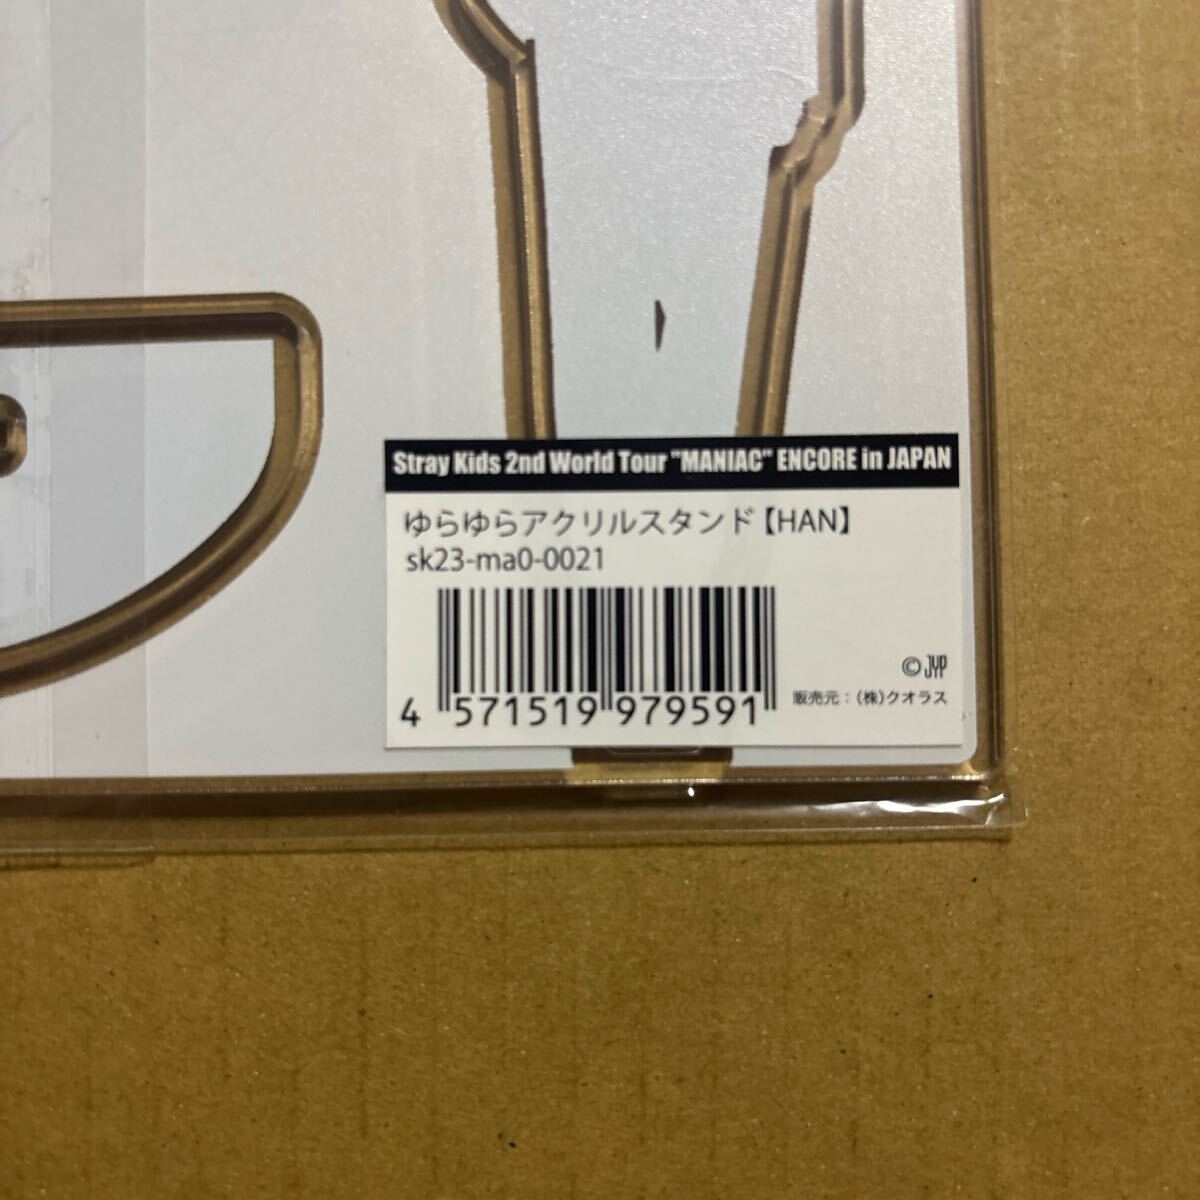 Stray Kids 2nd World Tour "MANIAC" ENCORE in JAPAN
ゆらゆらアクリルスタンド【HAN】
sk23-ma0-0021
©JYP
4 571519 979591
販売元：(株)クオラス